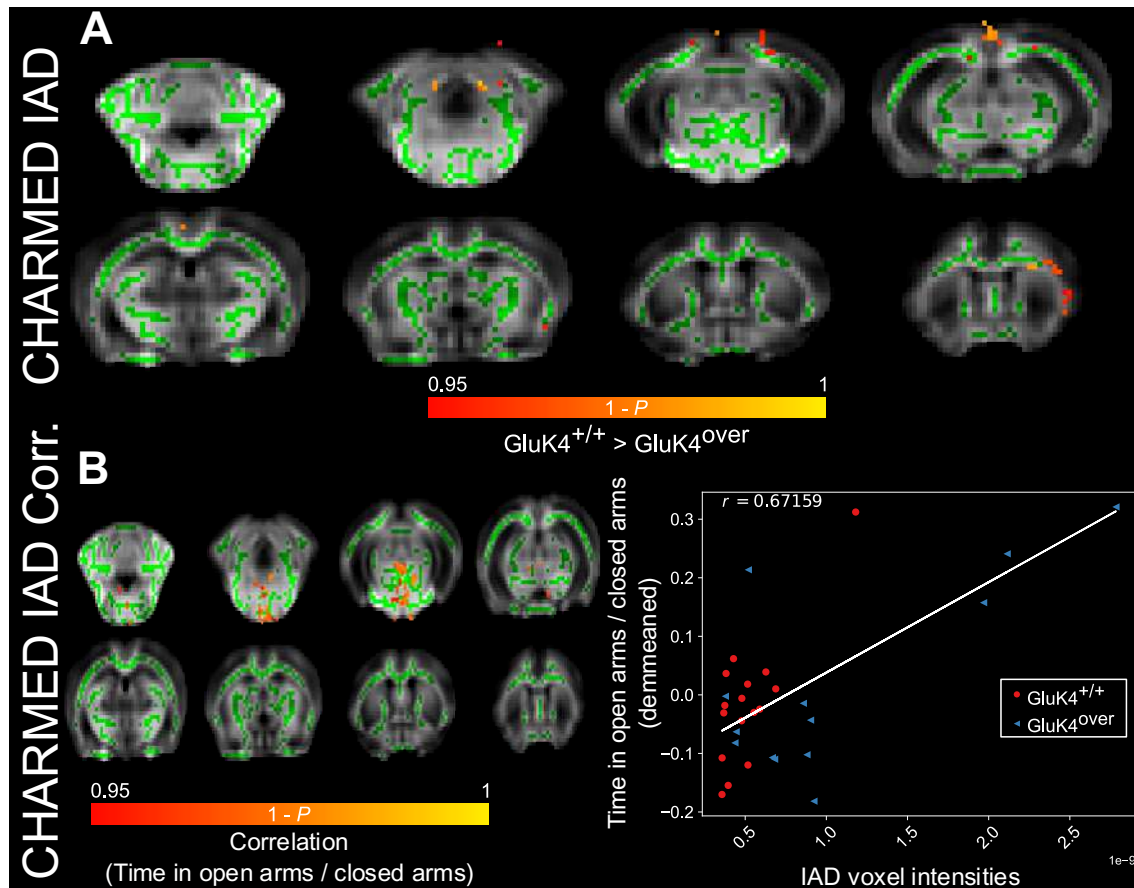 A
CHARMED IAD
0.95
1
1 - P
GluK4+/+ > GluK4over
CHARMED IAD Corr.
B
0.95
1
1 - P
Correlation
(Time in open arms / closed arms)
r = 0.67159
Time in open arms / closed arms
(demmeaned)
0.3
0.2
0.1
0.0
−0.1
−0.2
GluK4+/+
GluK4over
0.5
1.0
1.5
2.0
2.5
1e-9
IAD voxel intensities